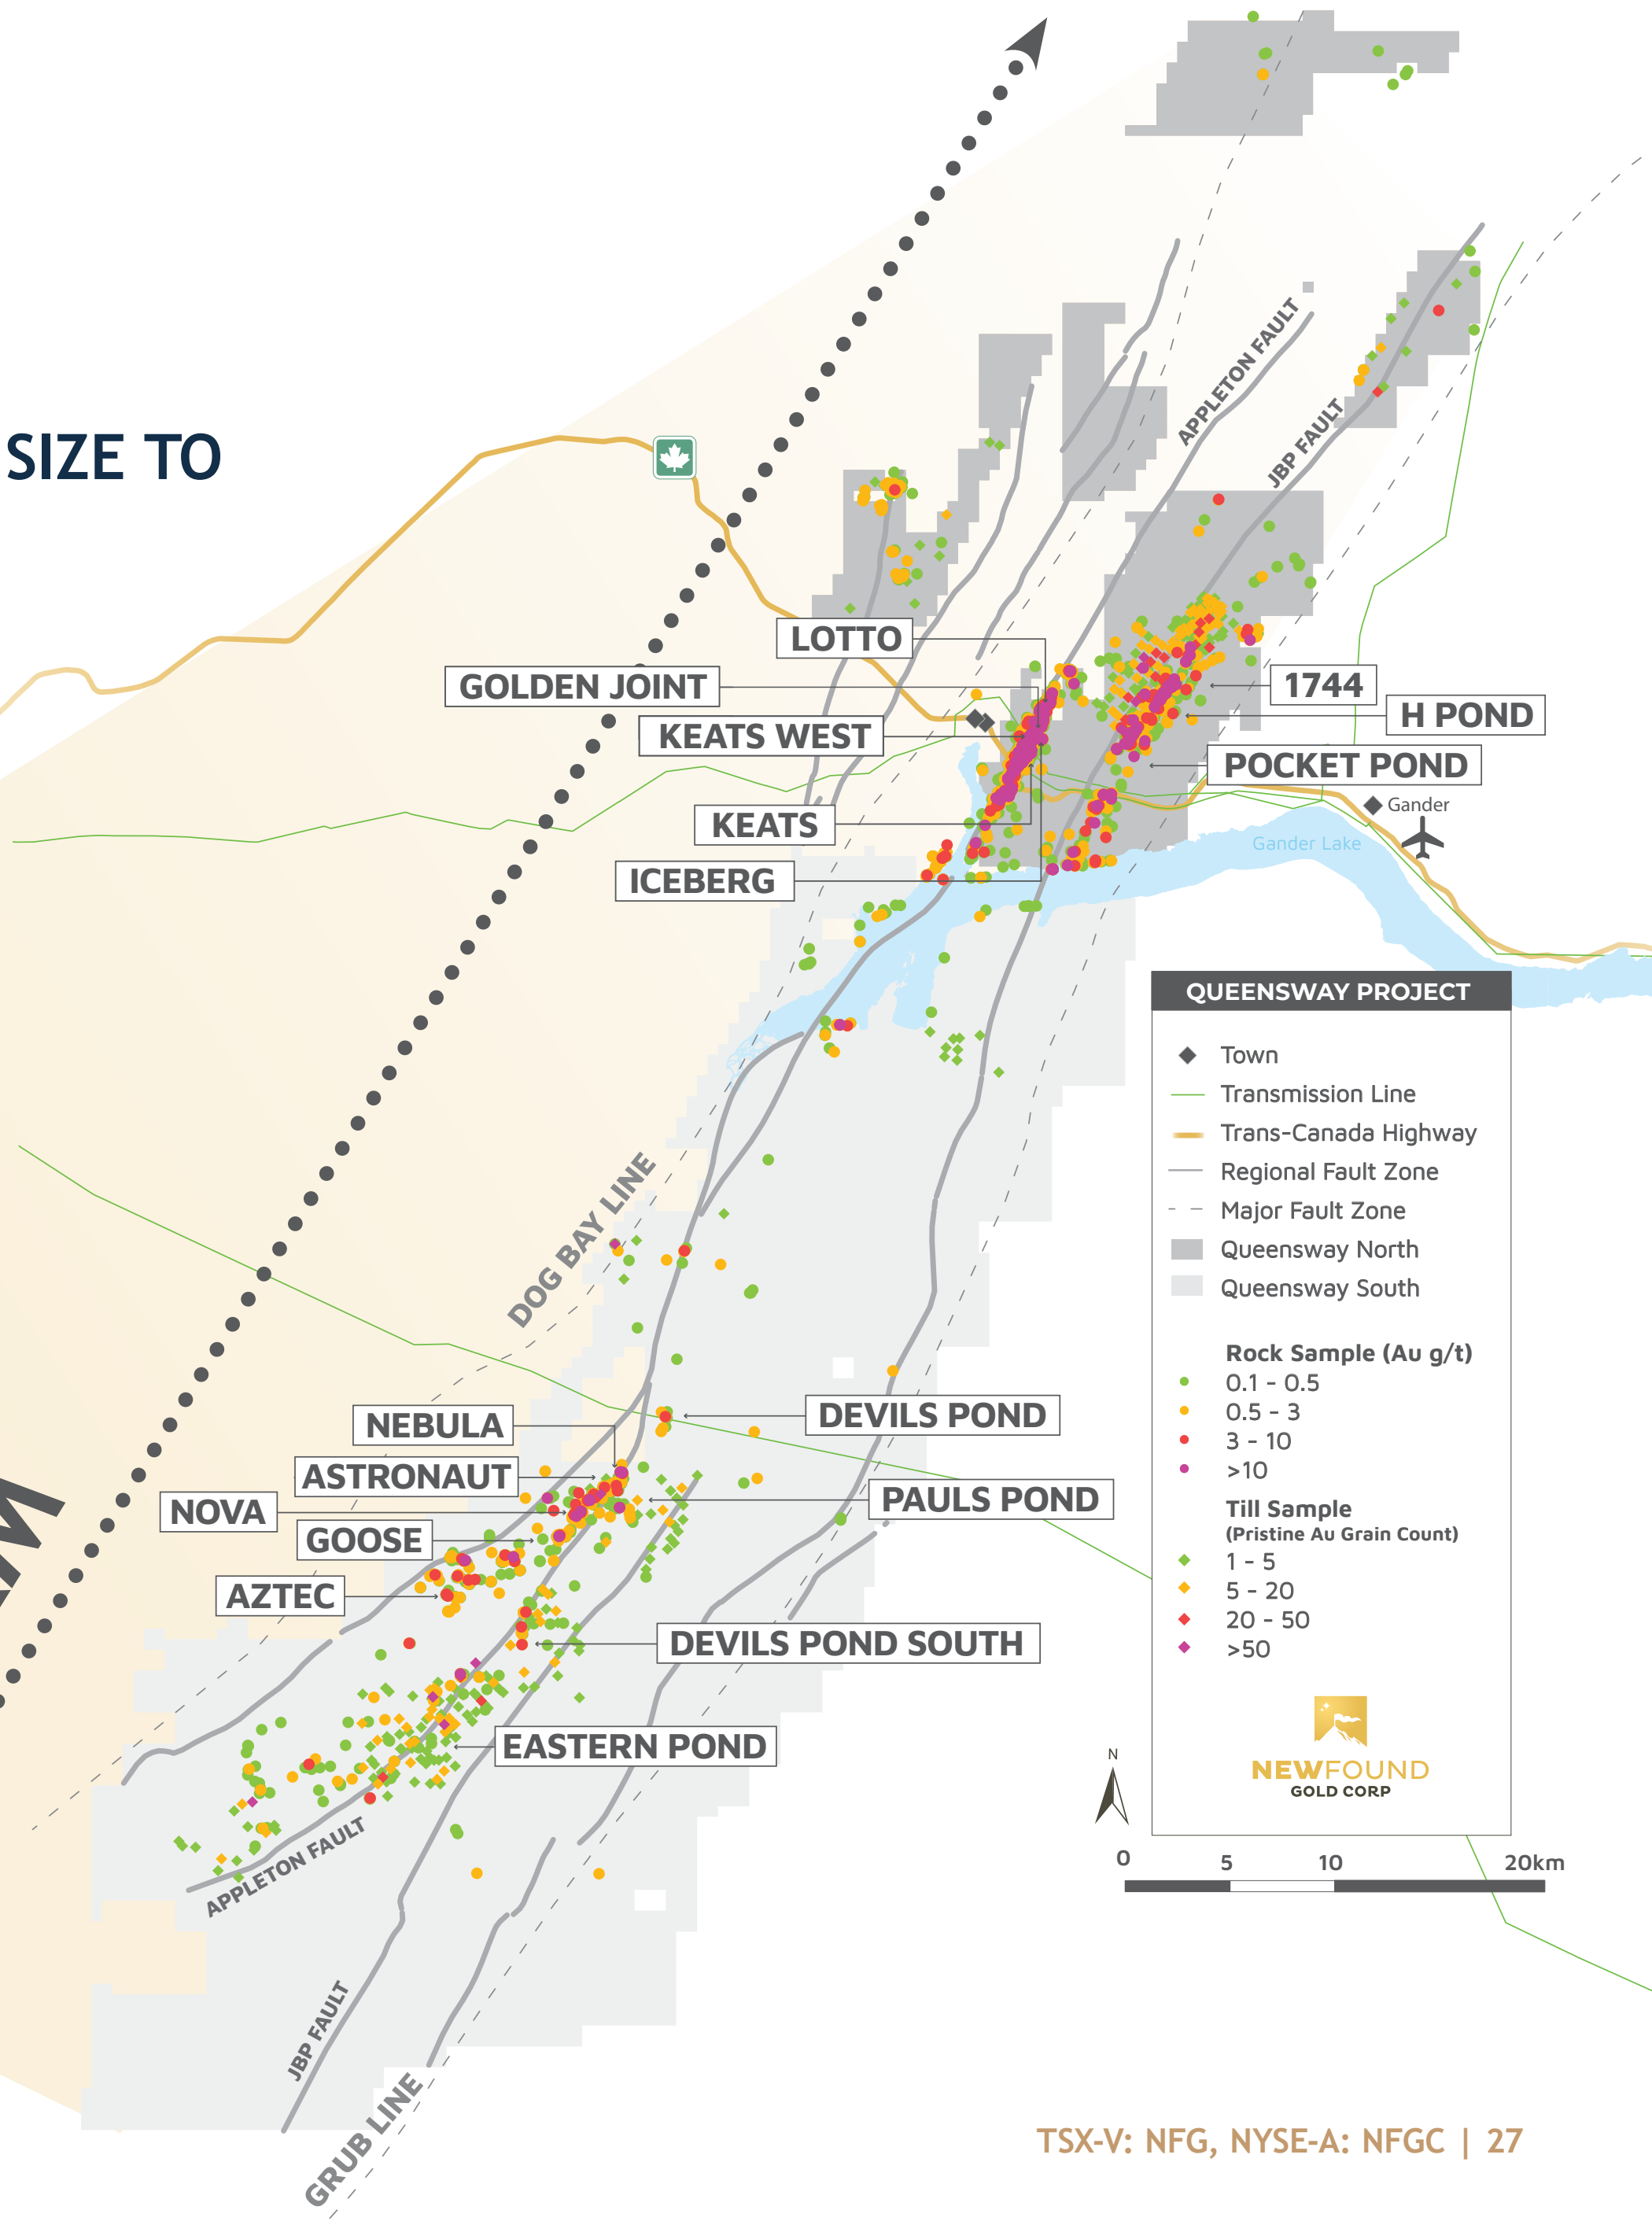 SIZE TO
APPLETON FAULT
JBP FAULT
LOTTO
GOLDEN JOINT
1744
H POND
KEATS WEST
POCKET POND
Gander
KEATS
Gander Lake
ICEBERG
QUEENSWAY PROJECT
Town
Transmission Line
Trans-Canada Highway
Regional Fault Zone
Major Fault Zone
Queensway North
Queensway South
Rock Sample (Au g/t)
0.1 - 0.5
0.5 - 3
3 - 10
>10
Till Sample
(Pristine Au Grain Count)
1 - 5
5 - 20
20 - 50
>50
NEWFOUND
GOLD CORP
DOG BAY LINE
NEBULA
DEVILS POND
ASTRONAUT
PAULS POND
NOVA
GOOSE
AZTEC
DEVILS POND SOUTH
EASTERN POND
APPLETON FAULT
JBP FAULT
GRUB LINE
N
0 5 10 20km
TSX-V: NFG, NYSE-A: NFGC | 27